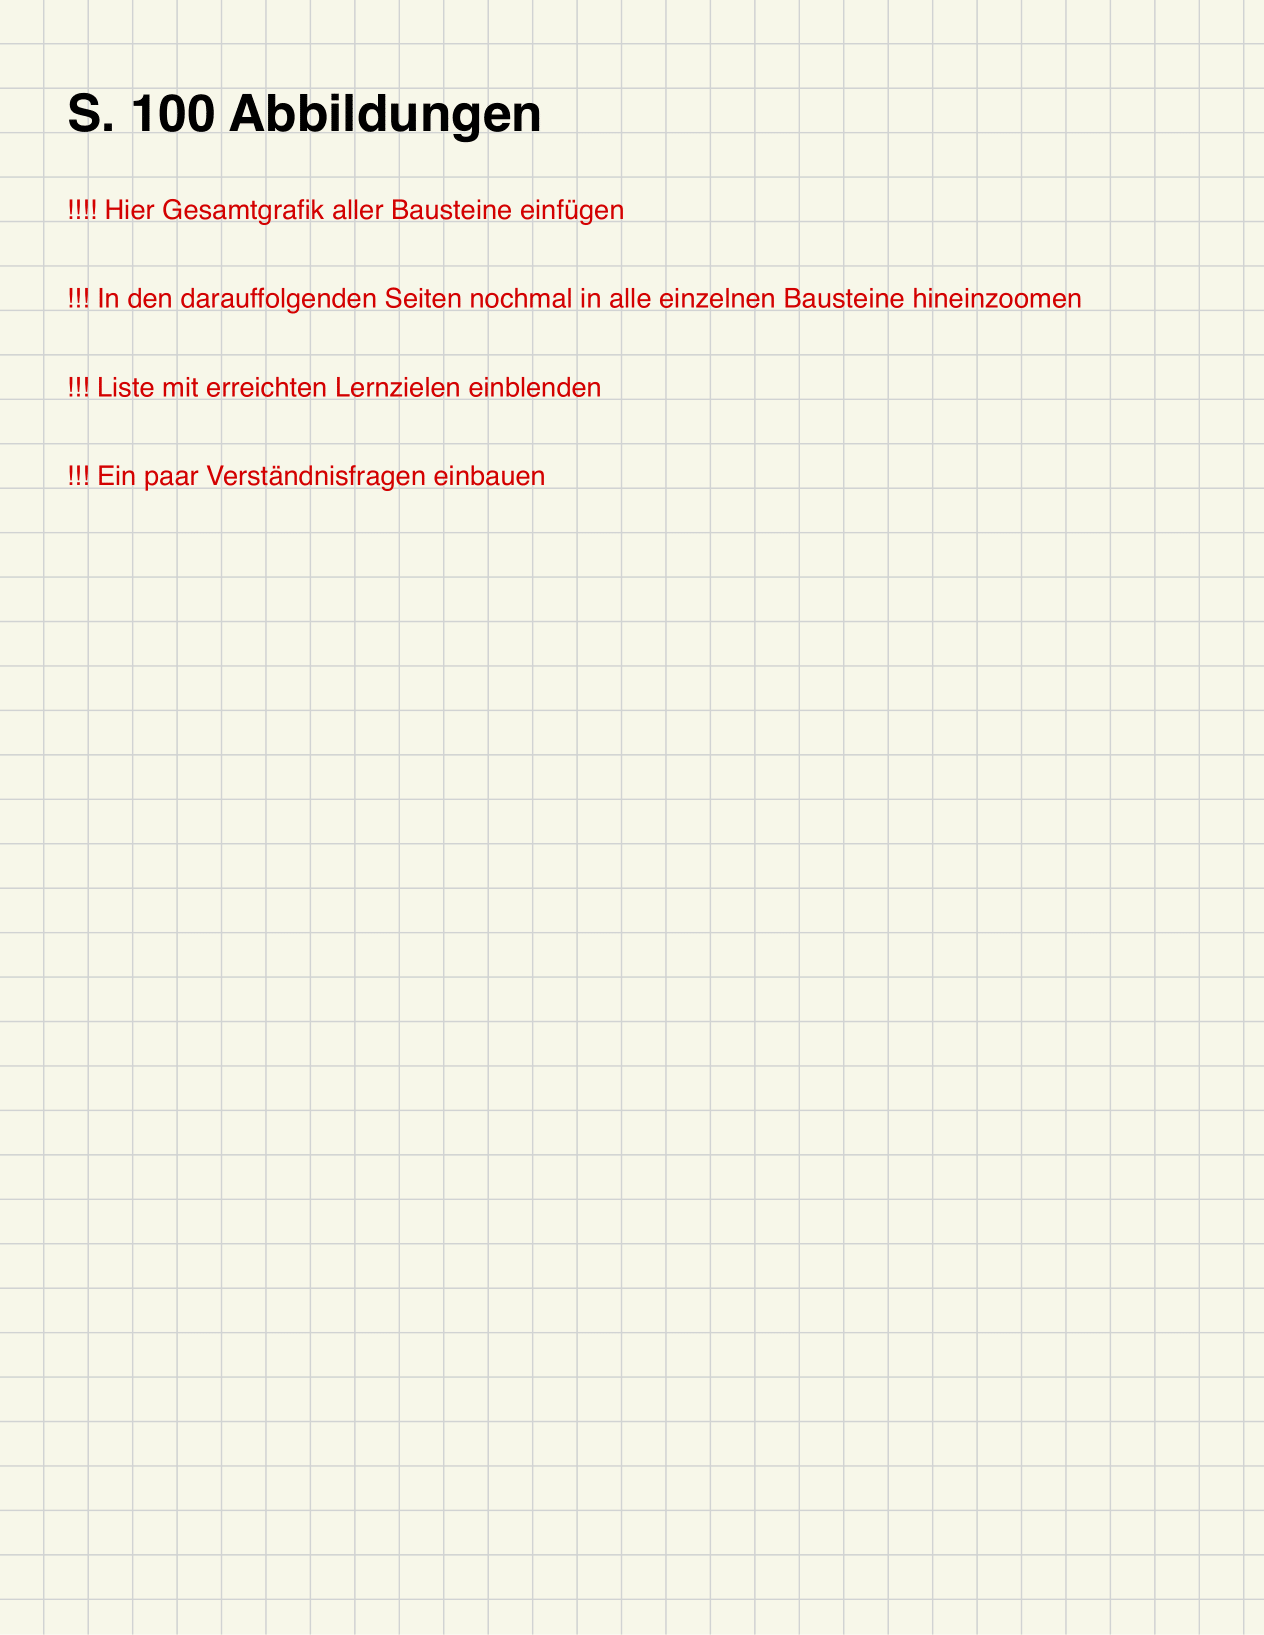 S. 100 Abbildungen
!!!! Hier Gesamtgrafik aller Bausteine einfügen
!!! In den darauffolgenden Seiten nochmal in alle einzelnen Bausteine hineinzoomen
!!! Liste mit erreichten Lernzielen einblenden
!!! Ein paar Verständnisfragen einbauen